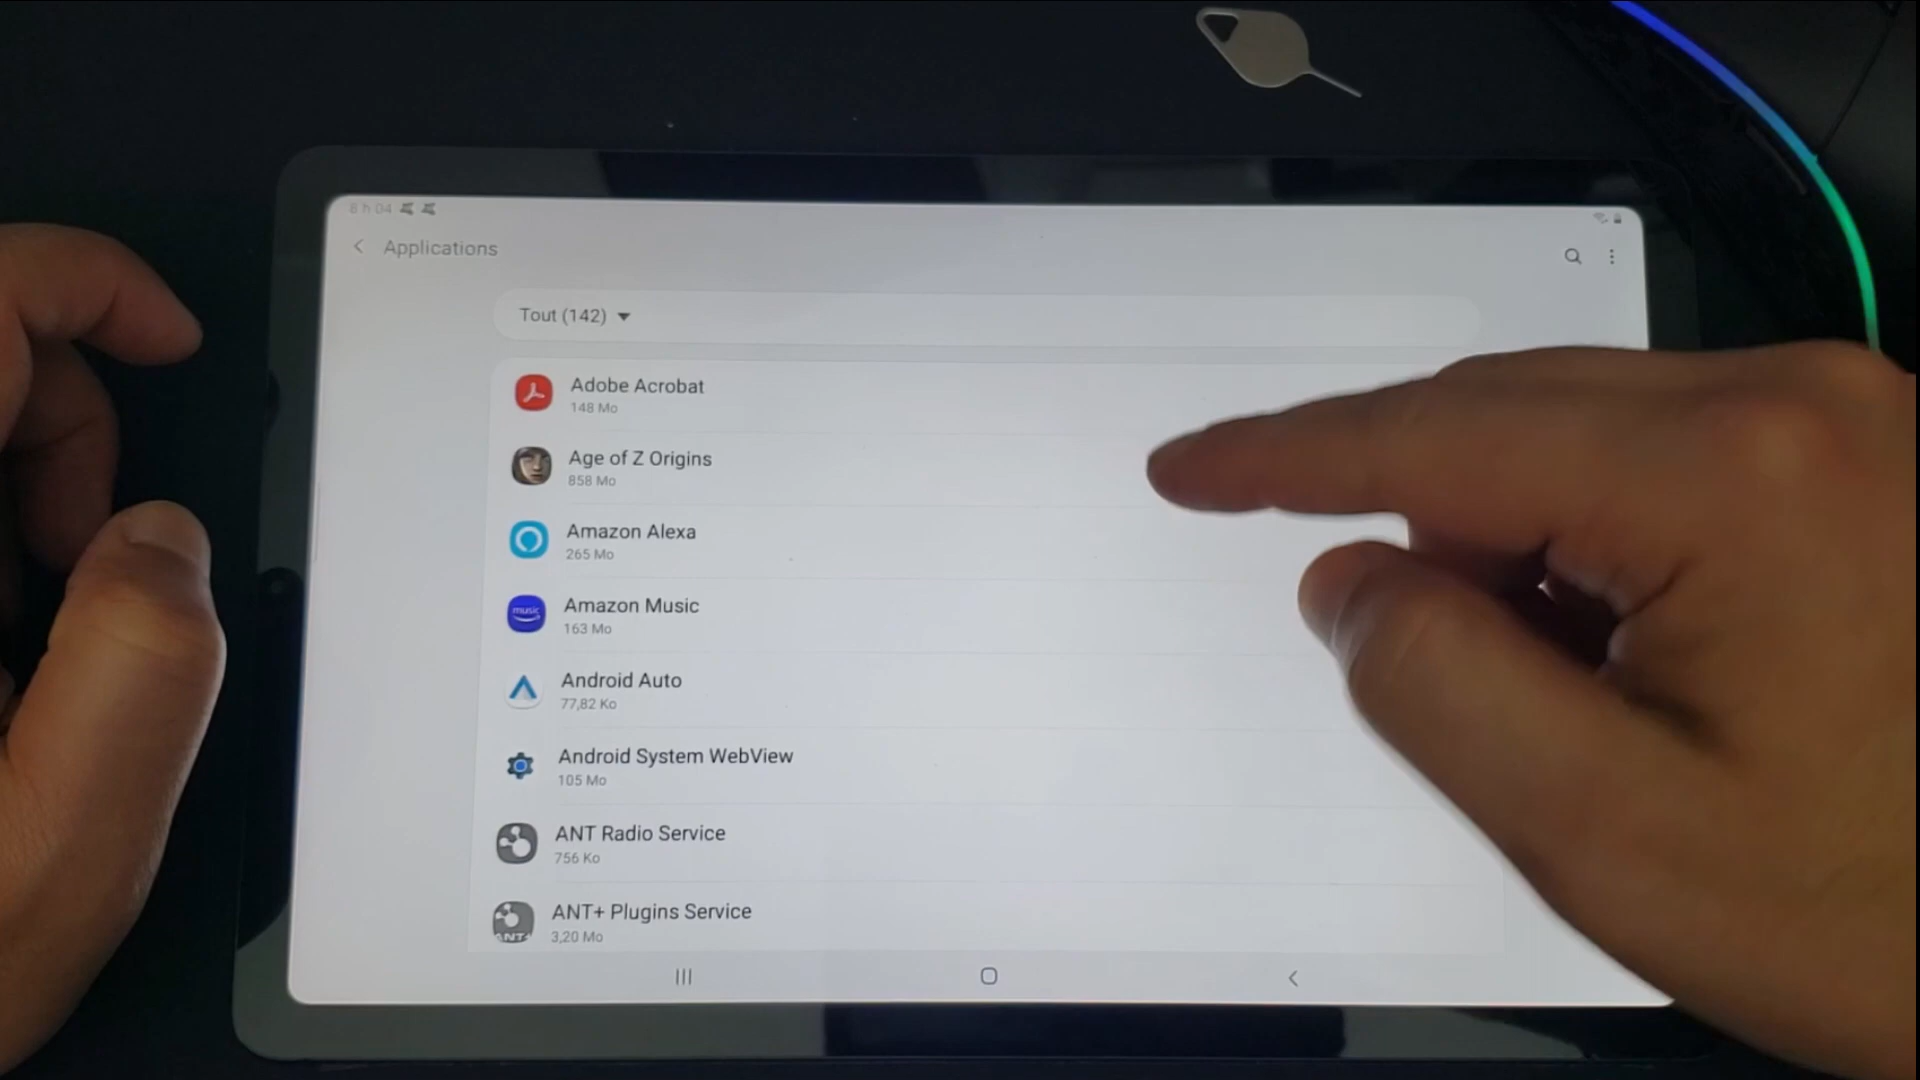 8 h 04
Applications
Tout (142)
Adobe Acrobat
148 Mo
Age of Z Origins
858 Mo
Amazon Alexa
265 Mo
music
Amazon Music
163 Mo
Android Auto
77,82 Ko
Android System WebView
105 Mo
ANT Radio Service
756 Ko
ANT+ Plugins Service
ANT+
3,20 Mo